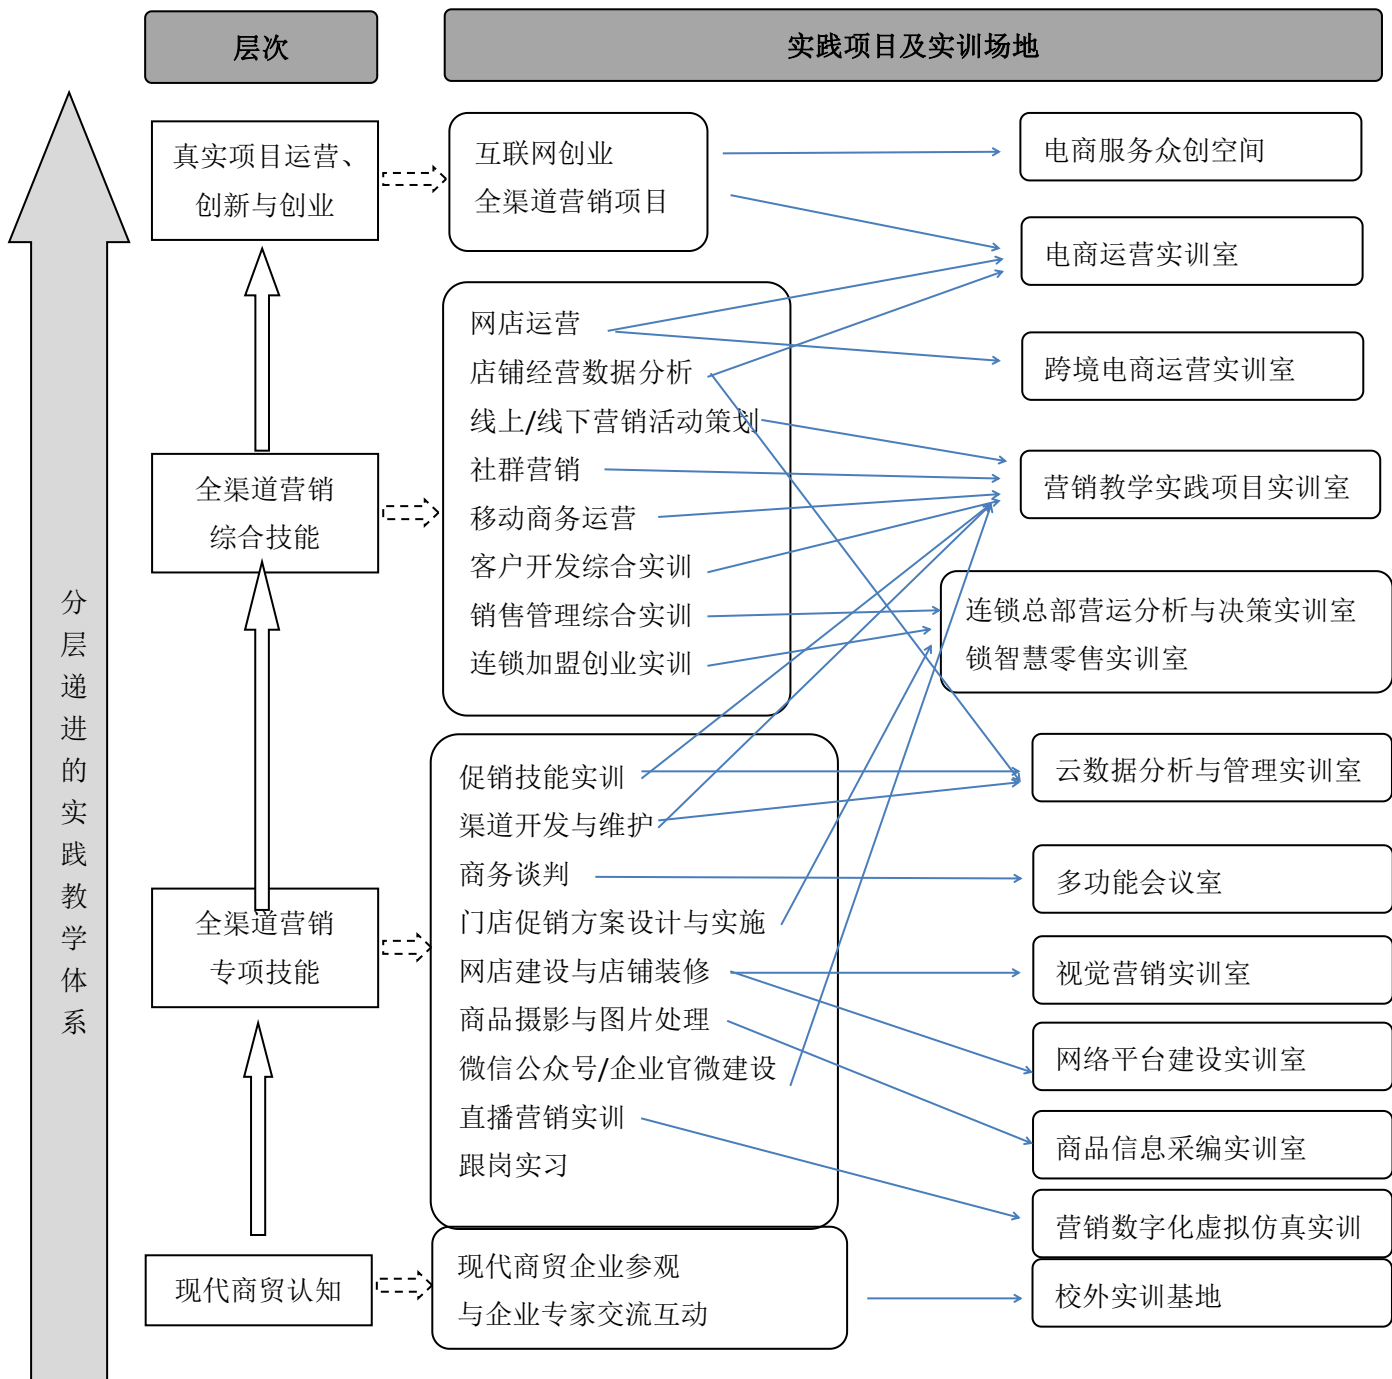 层次
实践项目及实训场地
分层递进的实践教学体系
真实项目运营、
创新与创业
互联网创业
全渠道营销项目
电商服务众创空间
电商运营实训室
跨境电商运营实训室
全渠道营销
综合技能
网店运营
店铺经营数据分析
线上/线下营销活动策划
社群营销
移动商务运营
客户开发综合实训
销售管理综合实训
连锁加盟创业实训
营销教学实践项目实训室
连锁总部营运分析与决策实训室
锁智慧零售实训室
全渠道营销
专项技能
促销技能实训
渠道开发与维护
商务谈判
门店促销方案设计与实施
网店建设与店铺装修
商品摄影与图片处理
微信公众号/企业官微建设
直播营销实训
跟岗实习
云数据分析与管理实训室
多功能会议室
视觉营销实训室
网络平台建设实训室
商品信息采编实训室
营销数字化虚拟仿真实训
现代商贸认知
现代商贸企业参观
与企业专家交流互动
校外实训基地